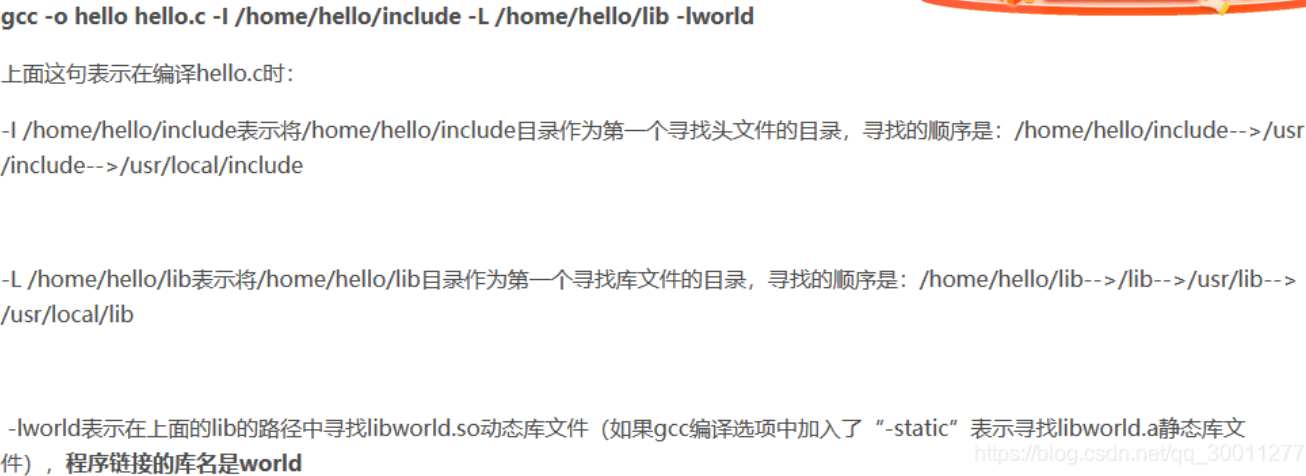 gcc -o hello hello.c -I /home/hello/include -L /home/hello/lib -lworld
上面这句表示在编译hello.c时：
-I /home/hello/include表示将/home/hello/include目录作为第一个寻找头文件的目录，寻找的顺序是：/home/hello/include-->/usr
/include-->/usr/local/include
-L /home/hello/lib表示将/home/hello/lib目录作为第一个寻找库文件的目录，寻找的顺序是：/home/hello/lib-->/lib-->/usr/lib-->
/usr/local/lib
-lworld表示在上面的lib的路径中寻找libworld.so动态库文件（如果gcc编译选项中加入了“-static”表示寻找libworld.a静态库文
件），程序链接的库名是world
https://blog.csdn.net/qq_30011277